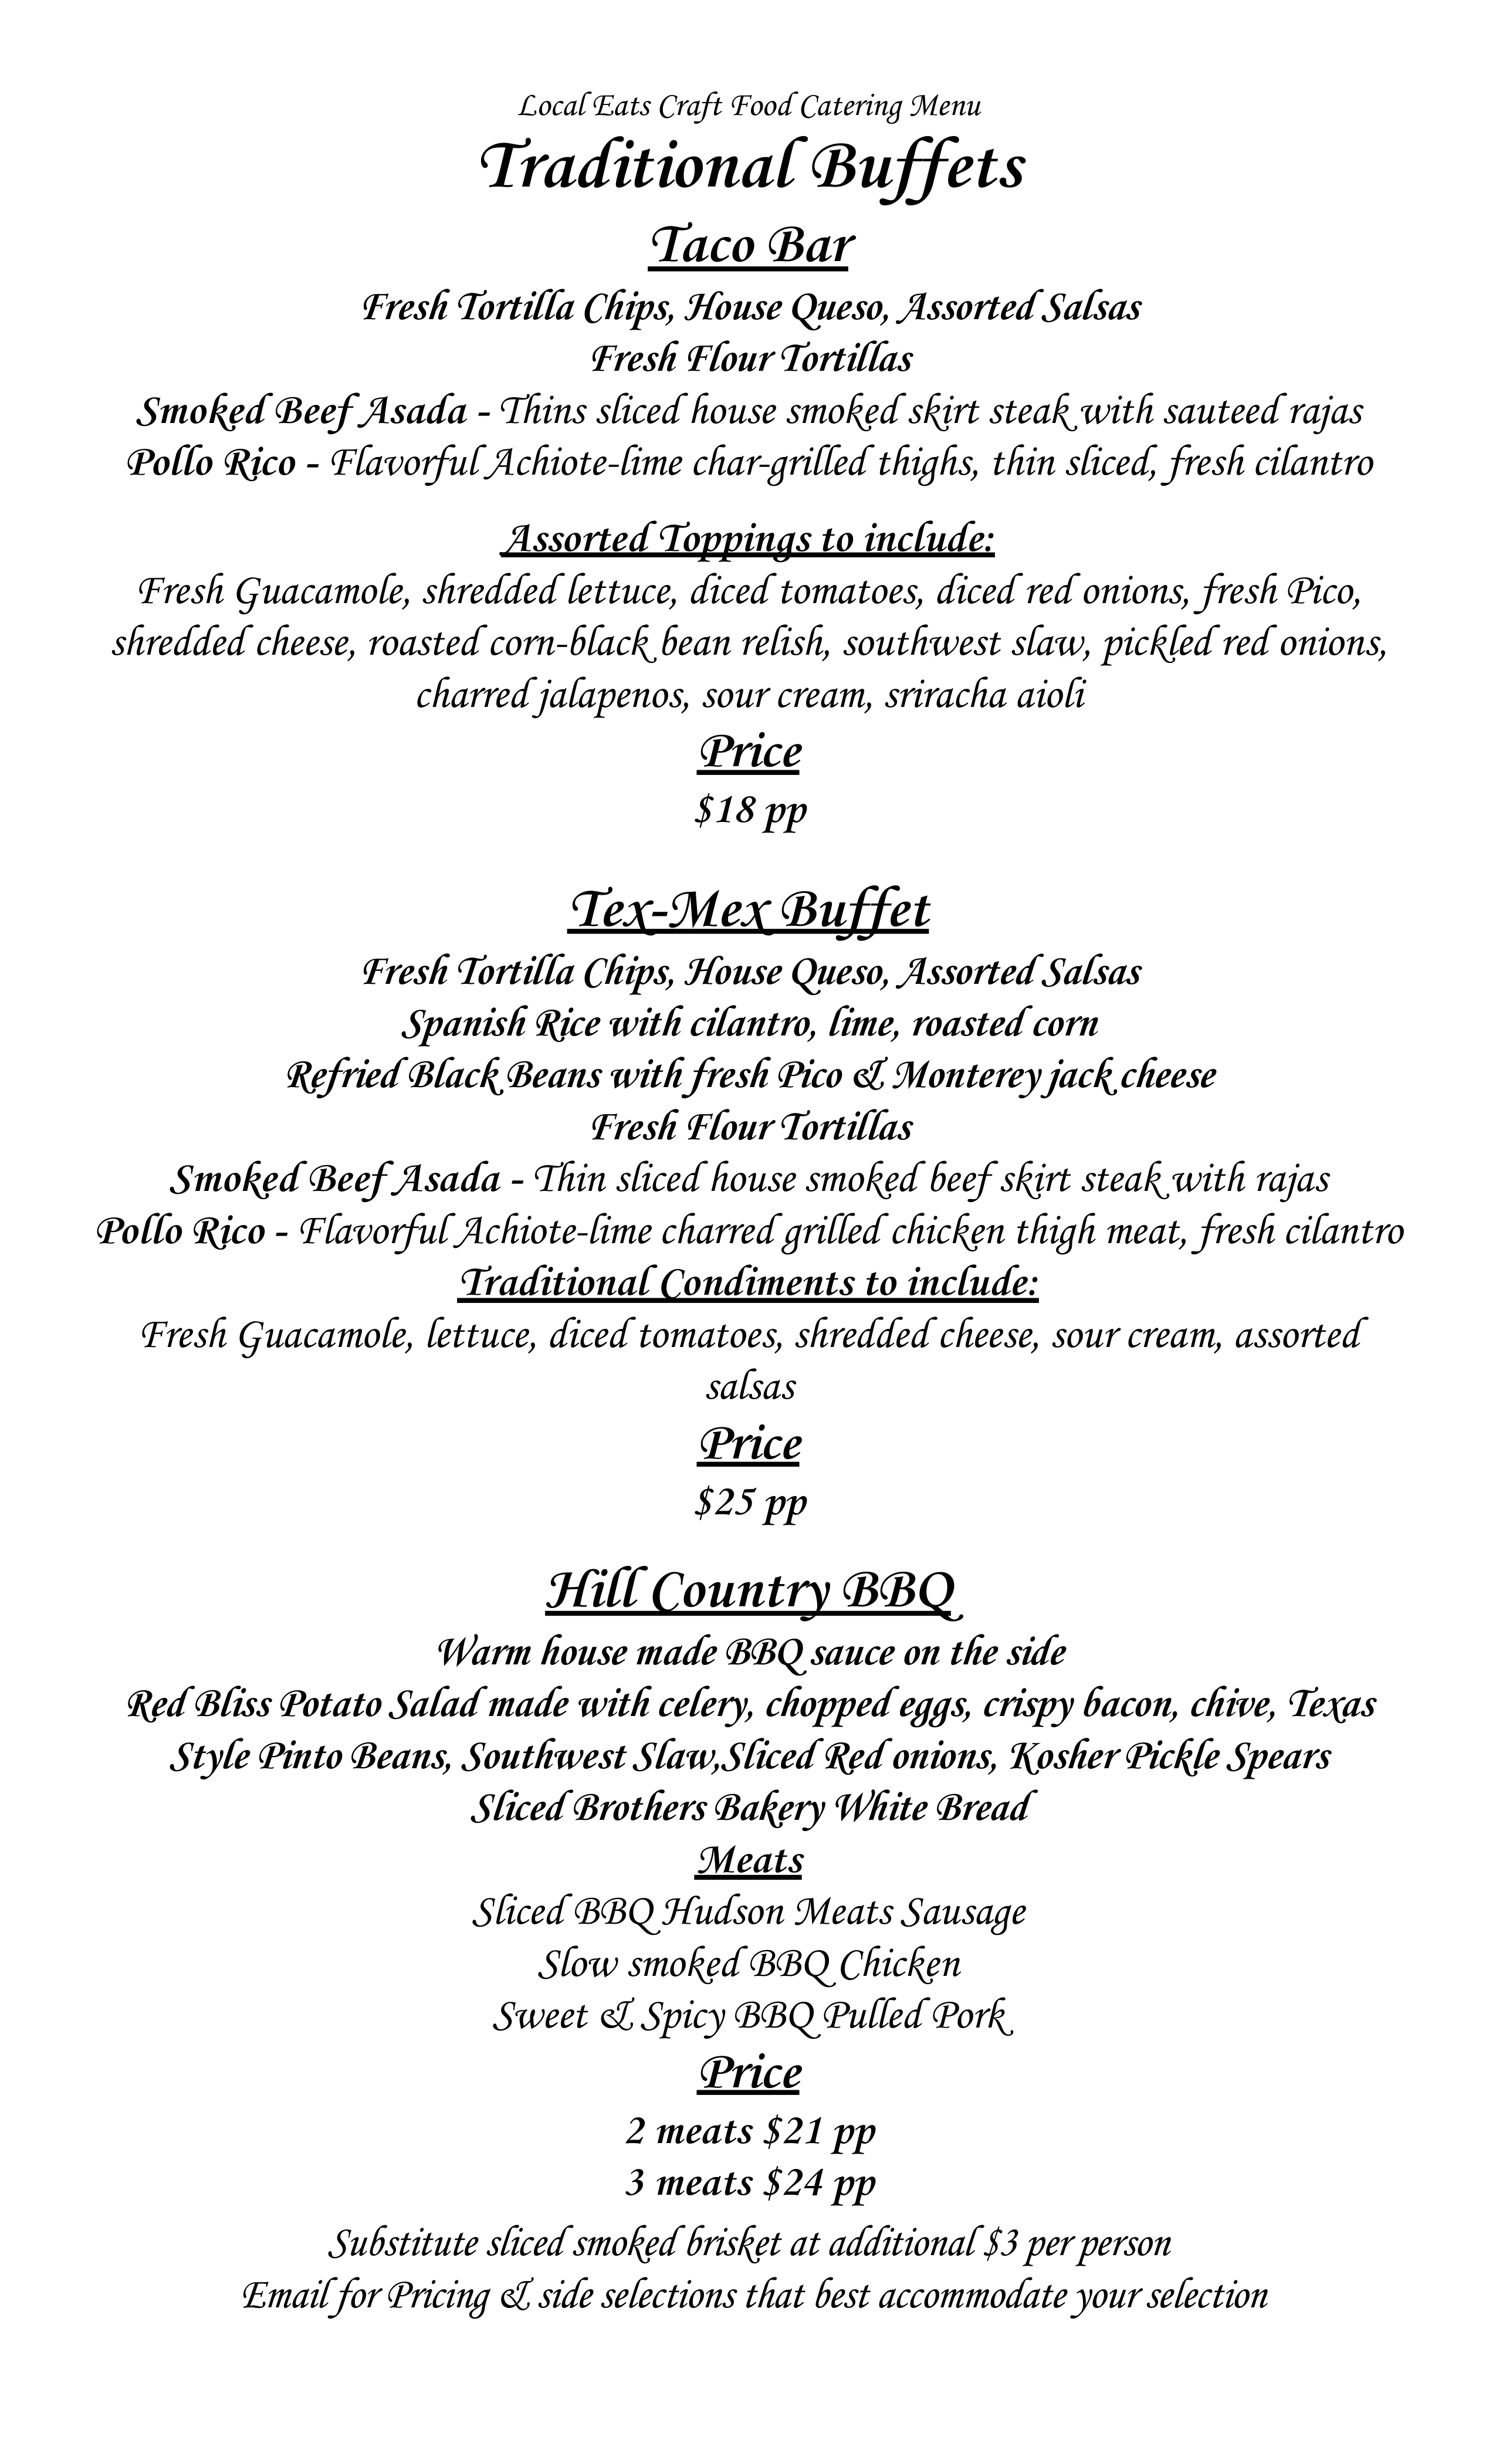 Local Eats Craft Food Catering Menu
Traditional Buffets
Taco Bar
Fresh Tortilla Chips, House Queso, Assorted Salsas
Fresh Flour Tortillas
Smoked Beef Asada - Thins sliced house smoked skirt steak with sauteed rajas
Pollo Rico - Flavorful Achiote-lime char-grilled thighs, thin sliced, fresh cilantro
Assorted Toppings to include:
Fresh Guacamole, shredded lettuce, diced tomatoes, diced red onions, fresh Pico,
shredded cheese, roasted corn-black bean relish, southwest slaw, pickled red onions,
charred jalapenos, sour cream, sriracha aioli
Price
$18 pp
Tex-Mex Buffet
Fresh Tortilla Chips, House Queso, Assorted Salsas
Spanish Rice with cilantro, lime, roasted corn
Refried Black Beans with fresh Pico & Monterey jack cheese
Fresh Flour Tortillas
Smoked Beef Asada - Thin sliced house smoked beef skirt steak with rajas
Pollo Rico - Flavorful Achiote-lime charred grilled chicken thigh meat, fresh cilantro
Traditional Condiments to include:
Fresh Guacamole, lettuce, diced tomatoes, shredded cheese, sour cream, assorted
salsas
Price
$25 pp
Hill Country BBQ
Warm house made BBQ sauce on the side
Red Bliss Potato Salad made with celery, chopped eggs, crispy bacon, chive, Texas
Style Pinto Beans, Southwest Slaw,Sliced Red onions, Kosher Pickle Spears
Sliced Brothers Bakery White Bread
Meats
Sliced BBQ Hudson Meats Sausage
Slow smoked BBQ Chicken
Sweet & Spicy BBQ Pulled Pork
Price
2 meats $21 pp
3 meats $24 pp
Substitute sliced smoked brisket at additional $3 per person
Email for Pricing & side selections that best accommodate your selection